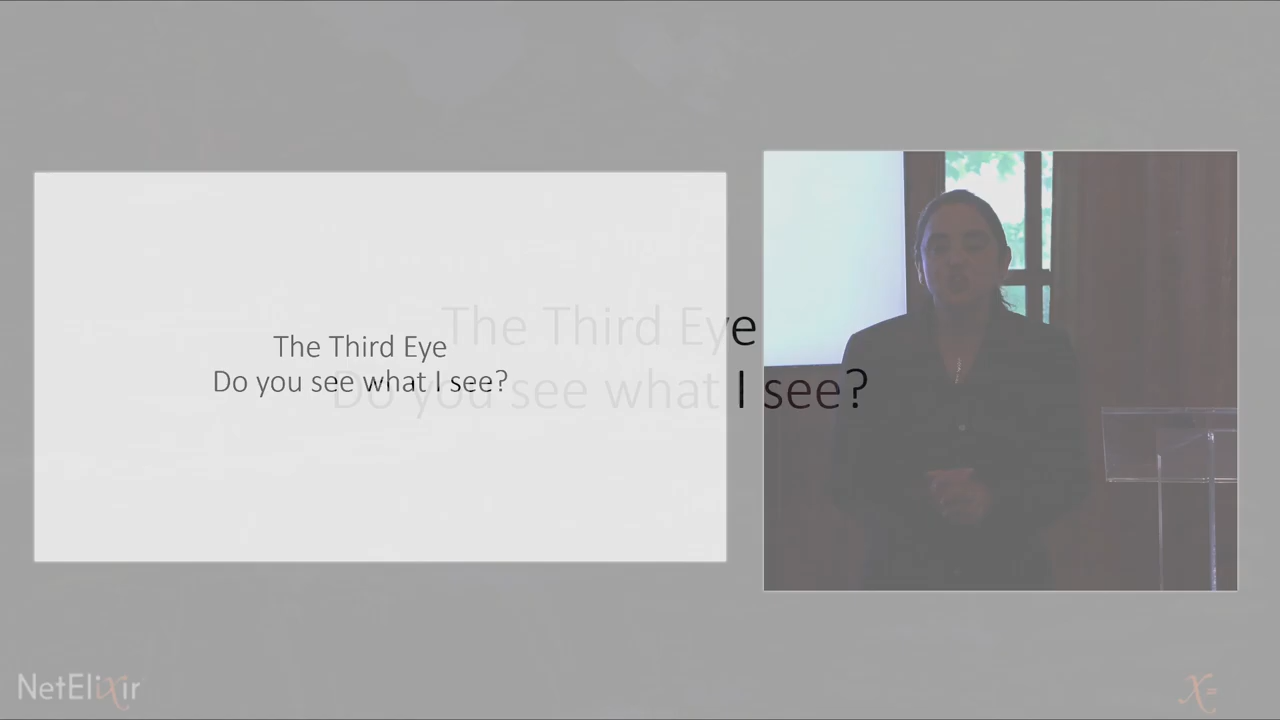 The Third Eye
Do you see what I see?
The Third Eye
Do you see what I see?
NetElixir
X=